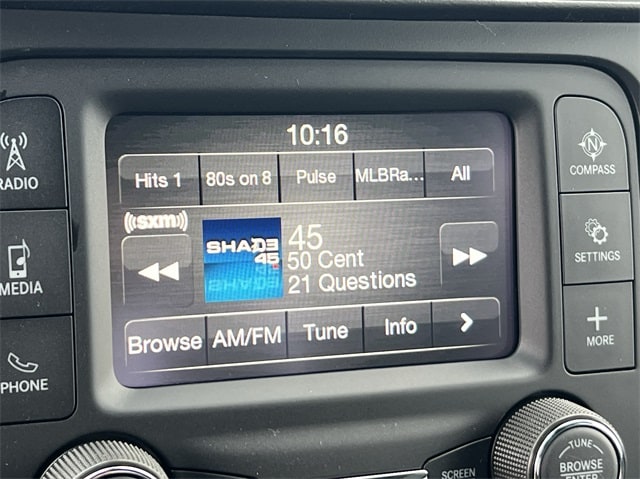 10:16
Hits 1 80s on 8 Pulse MLBRa... All
((sxm))
SHADE 45
45
50 Cent
21 Questions
Browse AM/FM Tune Info >
RADIO
MEDIA
PHONE
N
COMPASS
SETTINGS
+
MORE
SCREEN
TUNE
BROWSE
ENTER